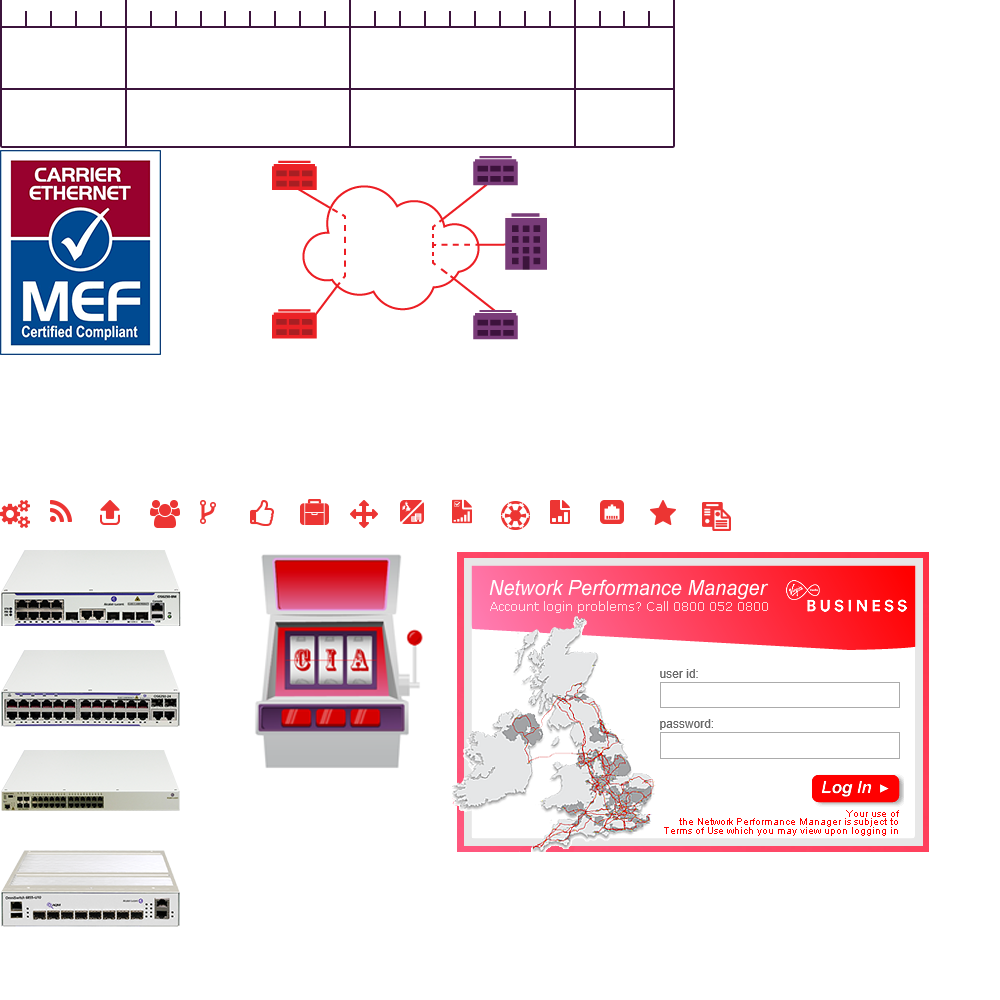 CARRIER
ETHERNET
MEF
Certified Compliant
CIA
Network Performance Manager
Account login problems? Call 0800 052 0800
Virgin
BUSINESS
user id:
password:
Log In ►
Your use of
the Network Performance Manager is subject to
Terms of Use which you may view upon logging in